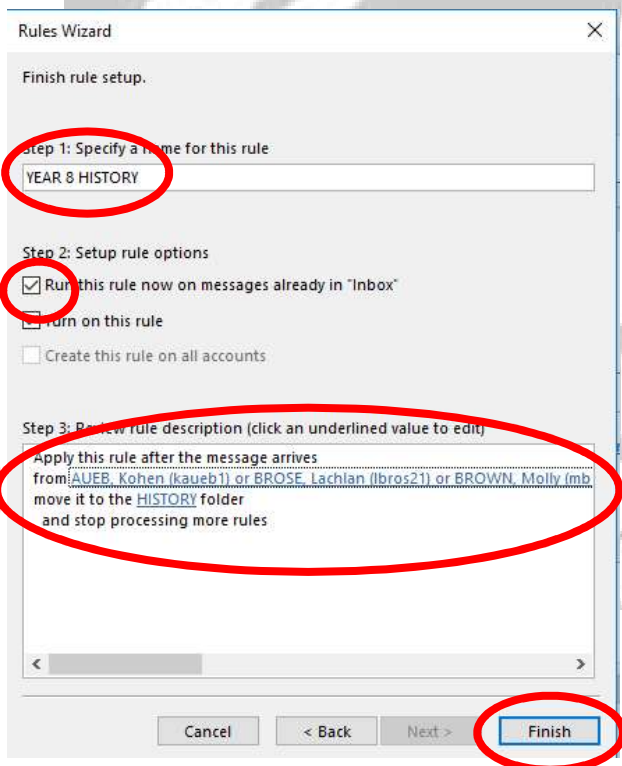 Rules Wizard
Finish rule setup.
Step 1: Specify a name for this rule
YEAR 8 HISTORY
Step 2: Setup rule options
Run this rule now on messages already in "Inbox"
Turn on this rule
Create this rule on all accounts
Step 3: Review rule description (click an underlined value to edit)
Apply this rule after the message arrives
from AUEB, Kohen (kaueb1) or BROSE, Lachlan (lbros21) or BROWN, Molly (mb
move it to the HISTORY folder
and stop processing more rules
Cancel < Back Next > Finish